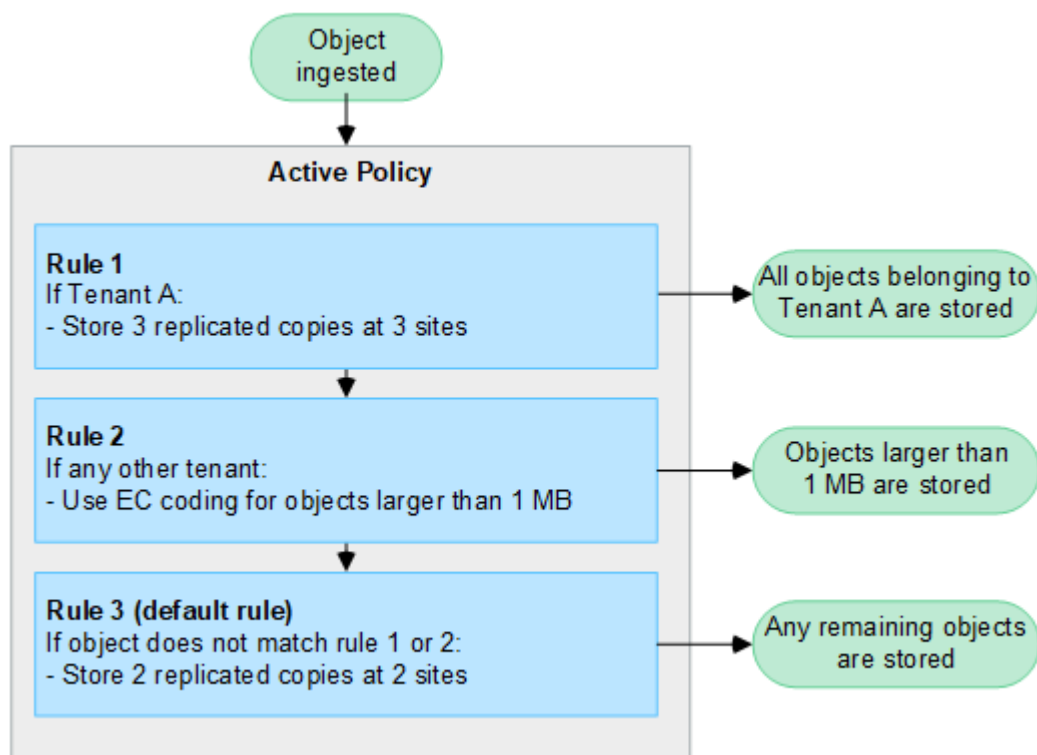 Object
ingested
Active Policy
Rule 1
If Tenant A:
- Store 3 replicated copies at 3 sites
All objects belonging to
Tenant A are stored
Rule 2
If any other tenant:
- Use EC coding for objects larger than 1 MB
Objects larger than
1 MB are stored
Rule 3 (default rule)
If object does not match rule 1 or 2:
- Store 2 replicated copies at 2 sites
Any remaining objects
are stored